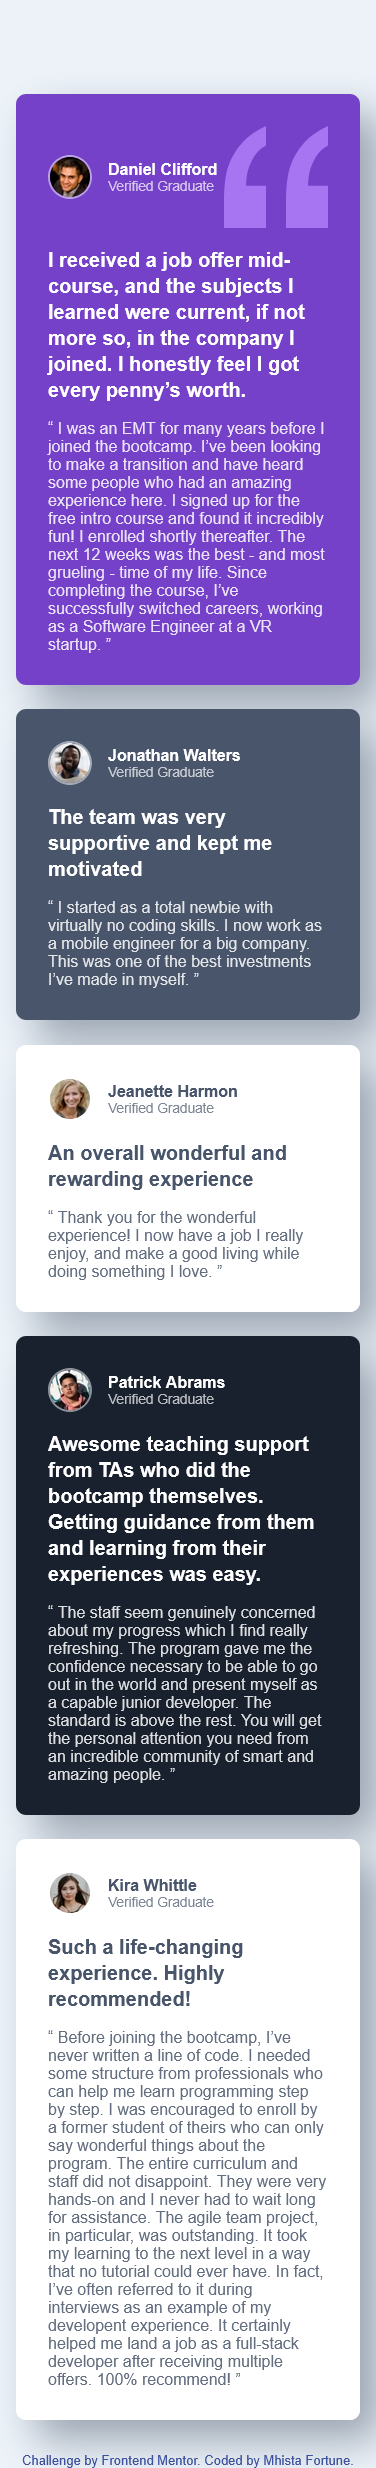 Daniel Clifford
Verified Graduate
I received a job offer mid-
course, and the subjects I
learned were current, if not
more so, in the company I
joined. I honestly feel I got
every penny’s worth.
“ I was an EMT for many years before I
joined the bootcamp. I’ve been looking
to make a transition and have heard
some people who had an amazing
experience here. I signed up for the
free intro course and found it incredibly
fun! I enrolled shortly thereafter. The
next 12 weeks was the best - and most
grueling - time of my life. Since
completing the course, I’ve
successfully switched careers, working
as a Software Engineer at a VR
startup. ”
Jonathan Walters
Verified Graduate
The team was very
supportive and kept me
motivated
“ I started as a total newbie with
virtually no coding skills. I now work as
a mobile engineer for a big company.
This was one of the best investments
I’ve made in myself. ”
Jeanette Harmon
Verified Graduate
An overall wonderful and
rewarding experience
“ Thank you for the wonderful
experience! I now have a job I really
enjoy, and make a good living while
doing something I love. ”
Patrick Abrams
Verified Graduate
Awesome teaching support
from TAs who did the
bootcamp themselves.
Getting guidance from them
and learning from their
experiences was easy.
“ The staff seem genuinely concerned
about my progress which I find really
refreshing. The program gave me the
confidence necessary to be able to go
out in the world and present myself as
a capable junior developer. The
standard is above the rest. You will get
the personal attention you need from
an incredible community of smart and
amazing people. ”
Kira Whittle
Verified Graduate
Such a life-changing
experience. Highly
recommended!
“ Before joining the bootcamp, I’ve
never written a line of code. I needed
some structure from professionals who
can help me learn programming step
by step. I was encouraged to enroll by
a former student of theirs who can only
say wonderful things about the
program. The entire curriculum and
staff did not disappoint. They were very
hands-on and I never had to wait long
for assistance. The agile team project,
in particular, was outstanding. It took
my learning to the next level in a way
that no tutorial could ever have. In fact,
I’ve often referred to it during
interviews as an example of my
developent experience. It certainly
helped me land a job as a full-stack
developer after receiving multiple
offers. 100% recommend! ”
Challenge by Frontend Mentor. Coded by Mhista Fortune.